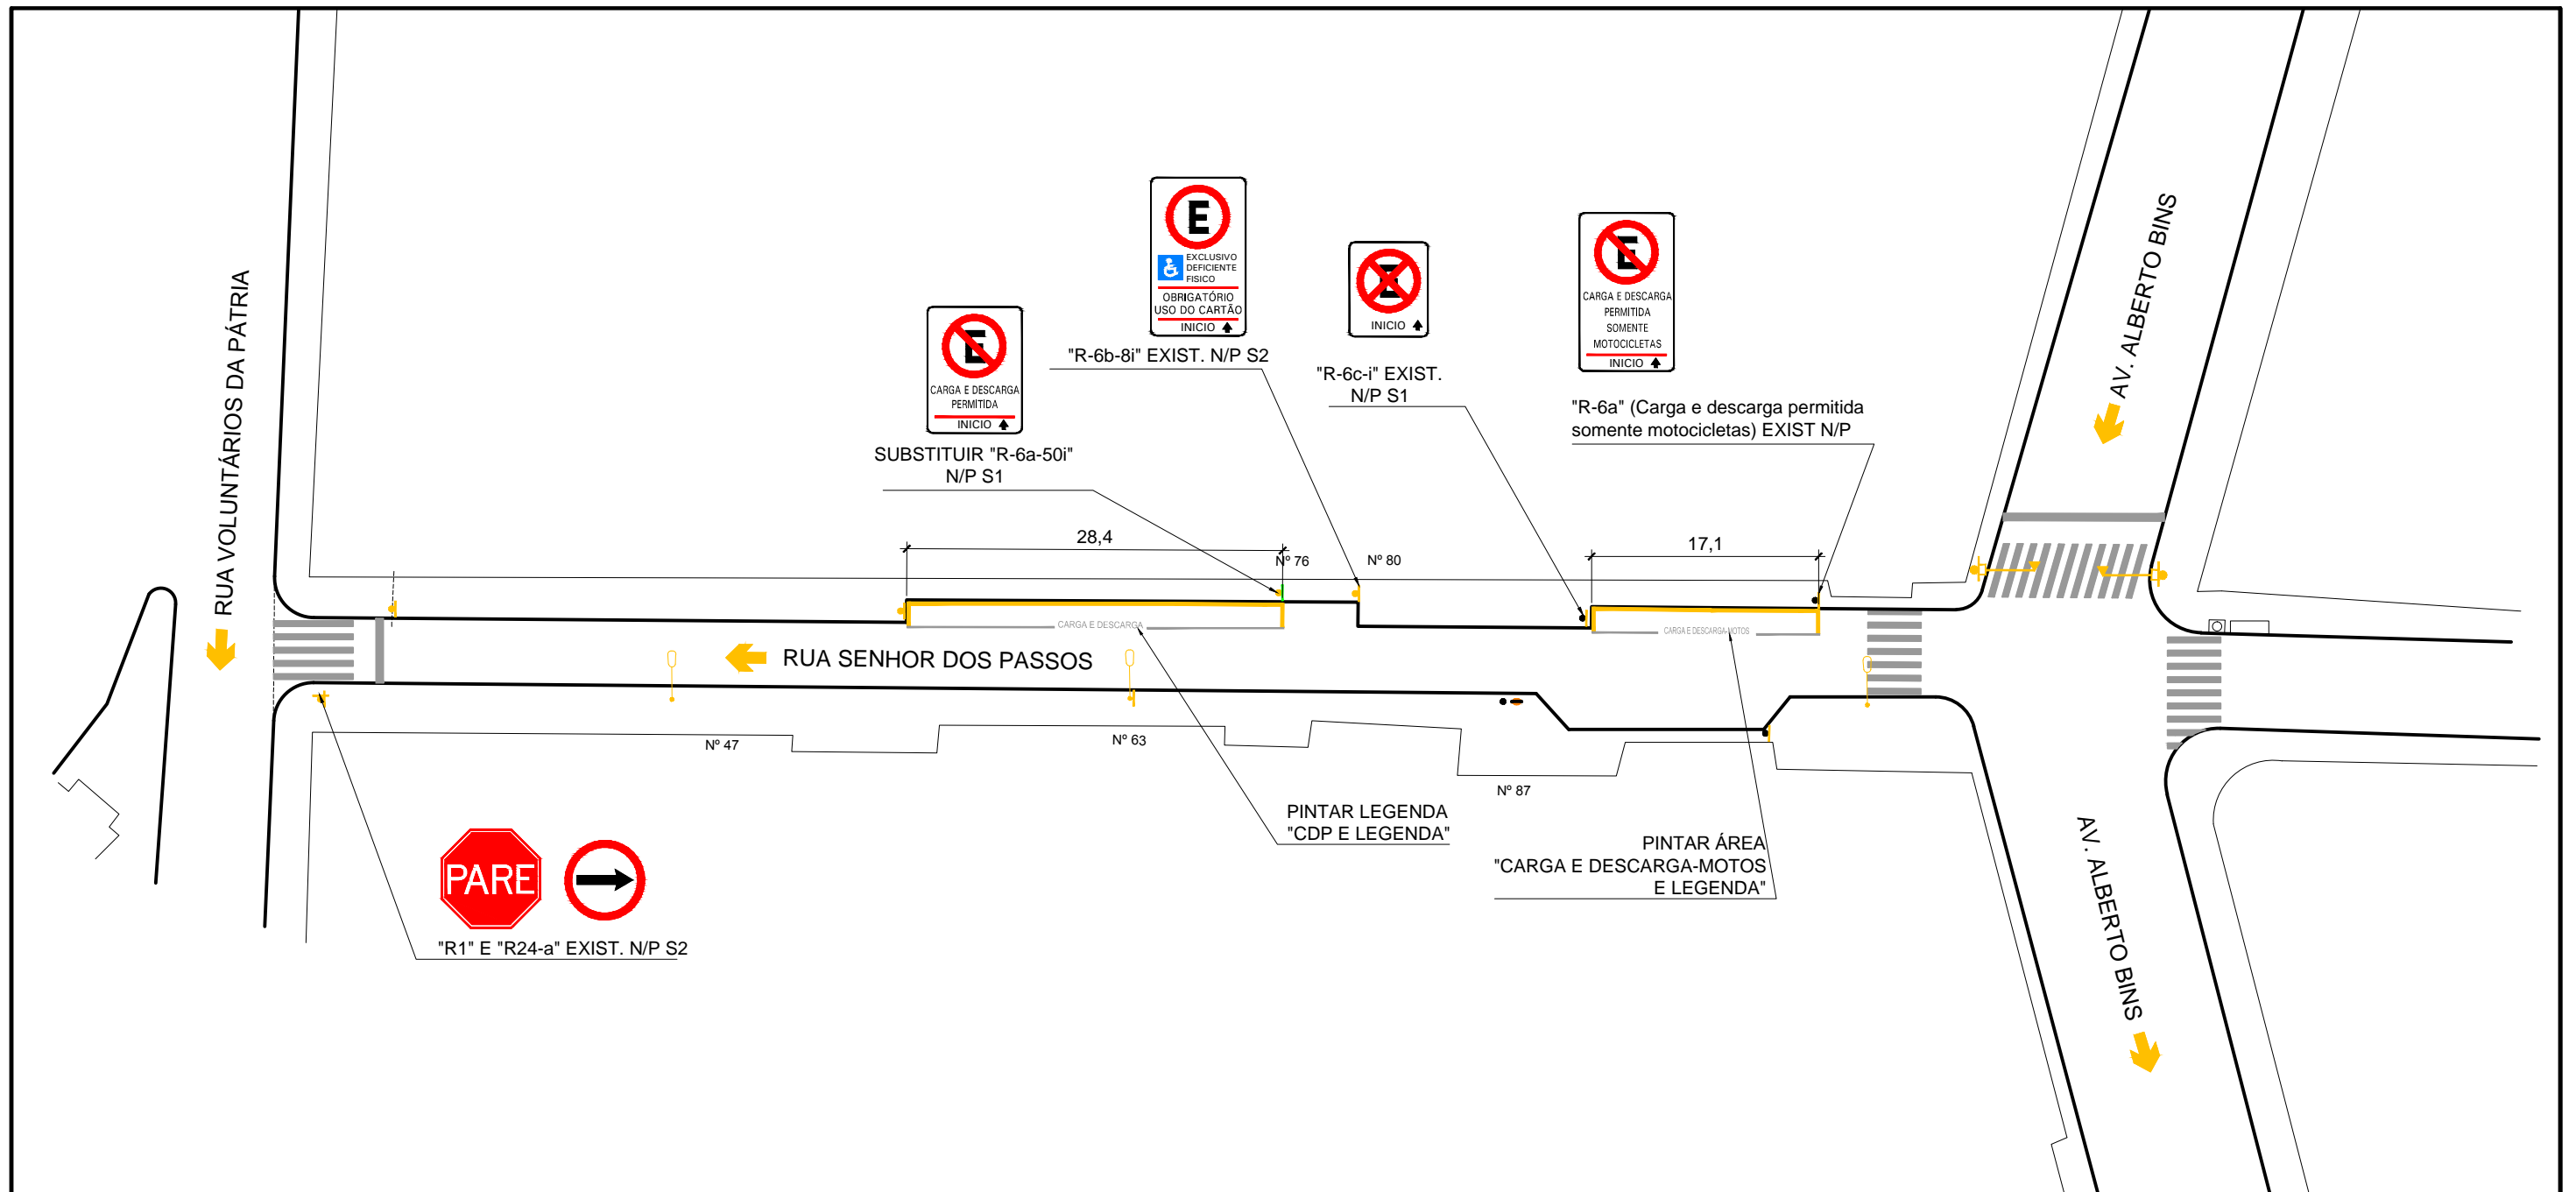 E
EXCLUSIVO
DEFICIENTE
FISICO
OBRIGATÓRIO
USO DO CARTÃO
INICIO
"R-6b-8i" EXIST. N/P S2
E
CARGA E DESCARGA
PERMITIDA
INICIO
SUBSTITUIR "R-6a-50i"
N/P S1
E
INICIO
"R-6c-i" EXIST.
N/P S1
E
CARGA E DESCARGA
PERMITIDA
SOMENTE
MOTOCICLETAS
INICIO
"R-6a" (Carga e descarga permitida
somente motocicletas) EXIST N/P
AV. ALBERTO BINS
RUA VOLUNTÁRIOS DA PÁTRIA
28,4
Nº 76
Nº 80
17,1
CARGA E DESCARGA
CARGA E DESCARGA-MOTOS
RUA SENHOR DOS PASSOS
Nº 47
Nº 63
Nº 87
PINTAR LEGENDA
"CDP E LEGENDA"
PINTAR ÁREA
"CARGA E DESCARGA-MOTOS
E LEGENDA"
AV. ALBERTO BINS
PARE
"R1" E "R24-a" EXIST. N/P S2